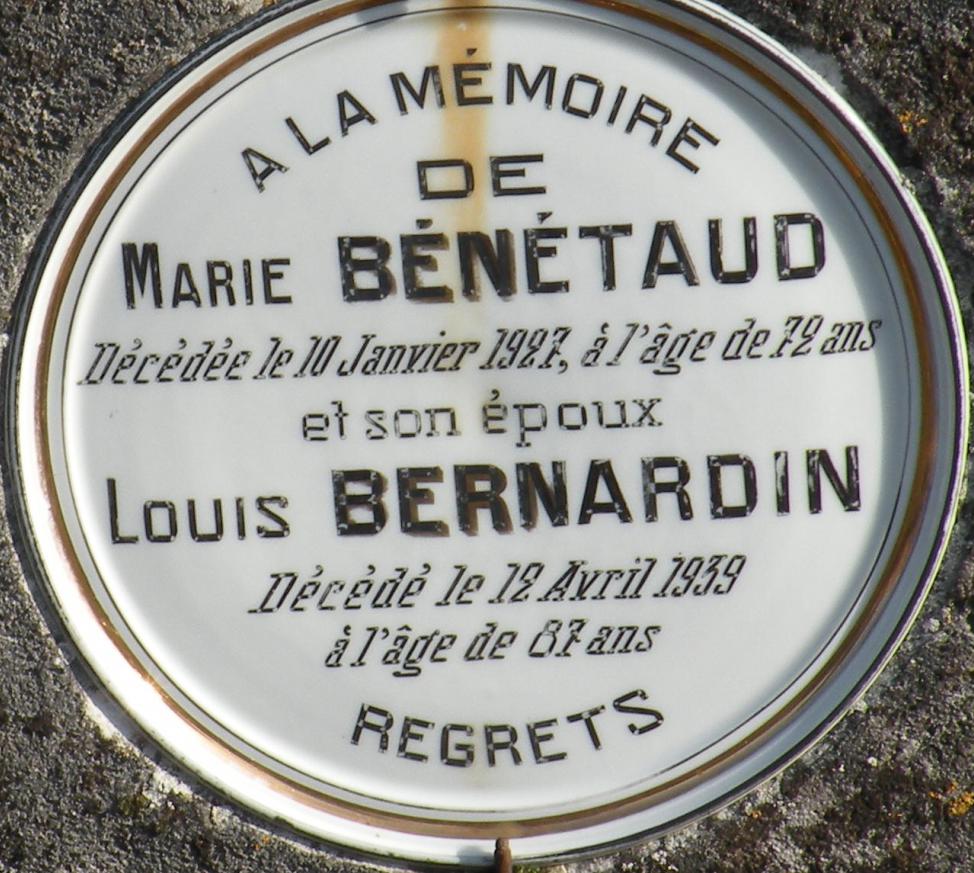 A LA MÉMOIRE
DE
MARIE BÉNÉTAUD
Décédée le 10 Janvier 1927, à l'âge de 72 ans
et son époux
LOUIS BERNARDIN
Décédé le 12 Avril 1939
à l'âge de 87 ans
REGRETS